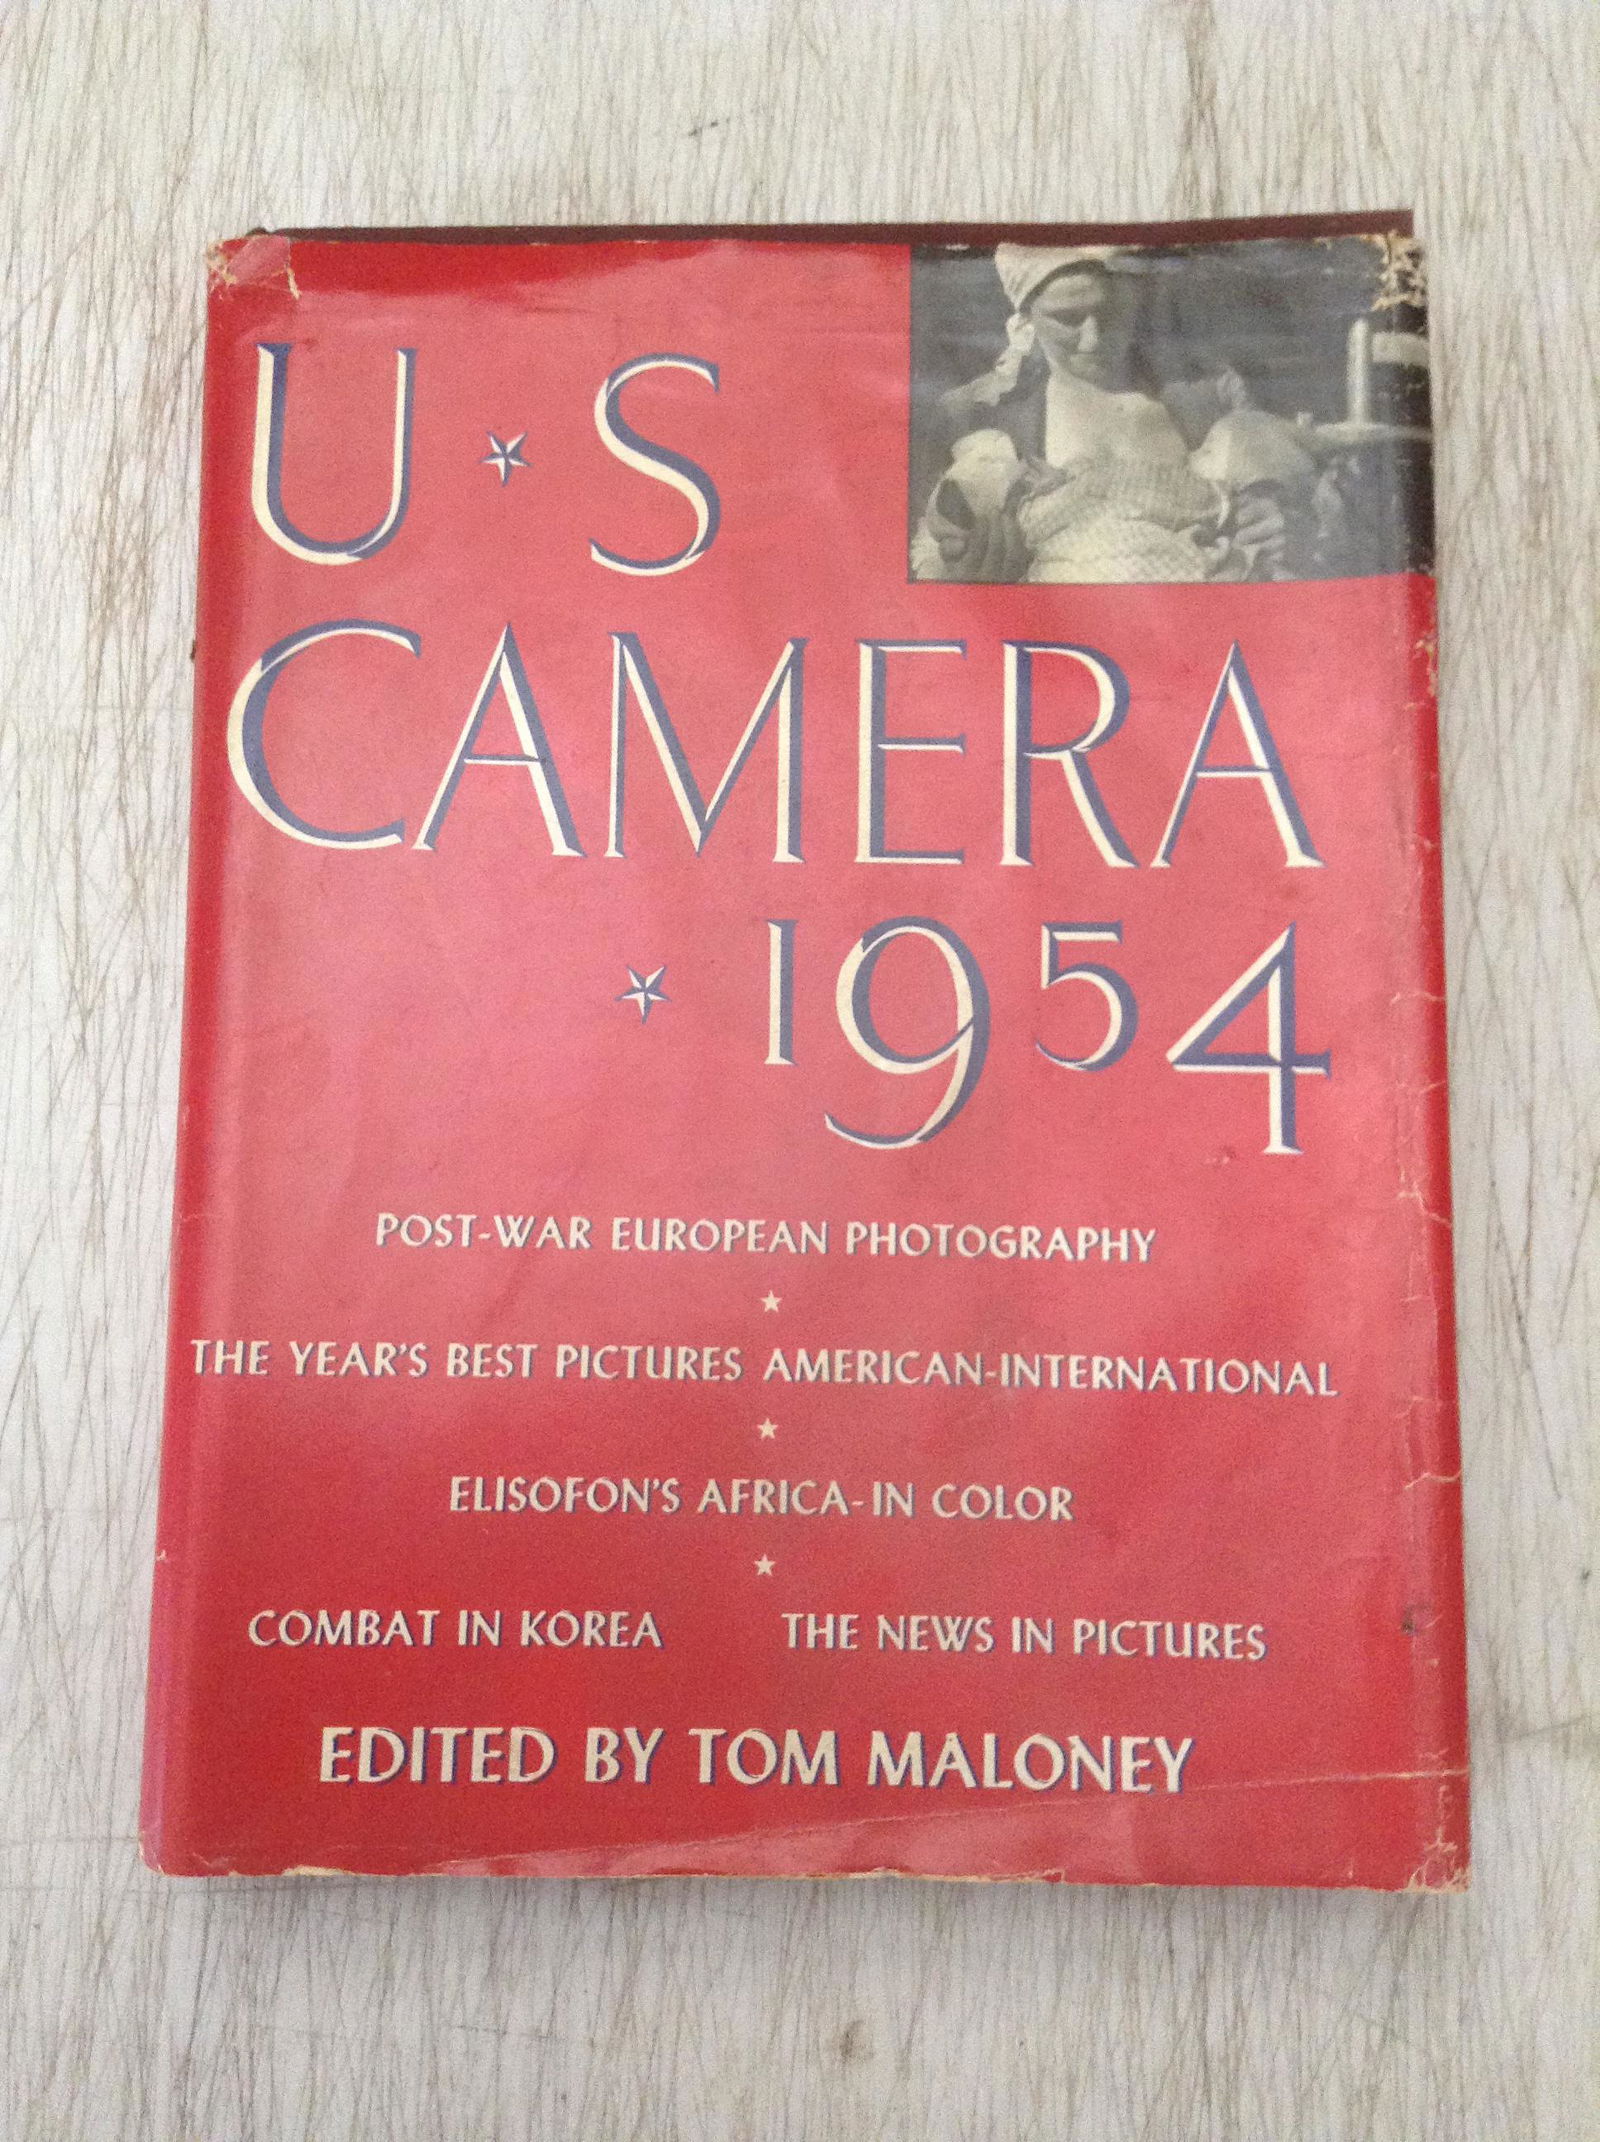 U★S
CAMERA
★ 1954
POST-WAR EUROPEAN PHOTOGRAPHY
★
THE YEAR'S BEST PICTURES AMERICAN-INTERNATIONAL
★
ELISOFON'S AFRICA-IN COLOR
★
COMBAT IN KOREA THE NEWS IN PICTURES
EDITED BY TOM MALONEY